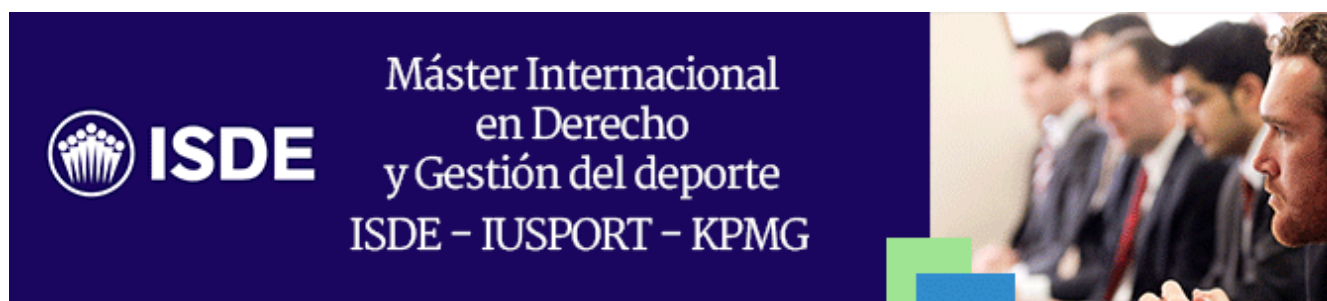 ISDE
Máster Internacional
en Derecho
y Gestión del deporte
ISDE – IUSPORT – KPMG